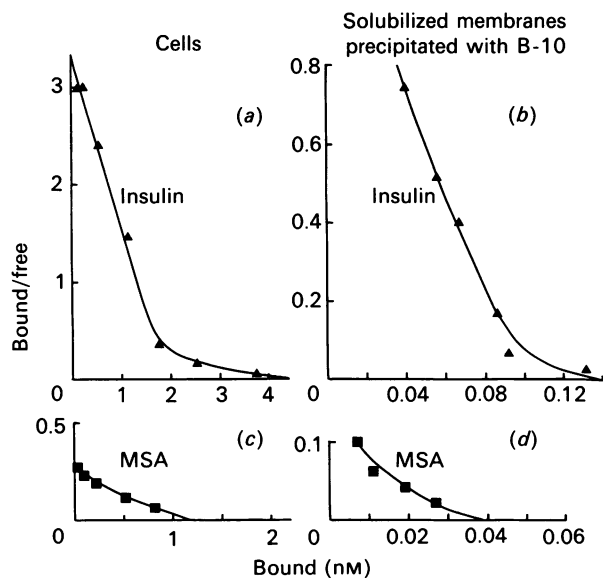 Cells
Solubilized membranes
precipitated with B-10
(a)
(b)
Insulin
Insulin
3
2
1
0
0.8
0.6
0.4
0.2
0
1 2 3 4
0.04 0.08 0.12
Bound/free
(c)
(d)
MSA
MSA
0.5
0
0.1
0
1 2
0.02 0.04 0.06
Bound (nM)